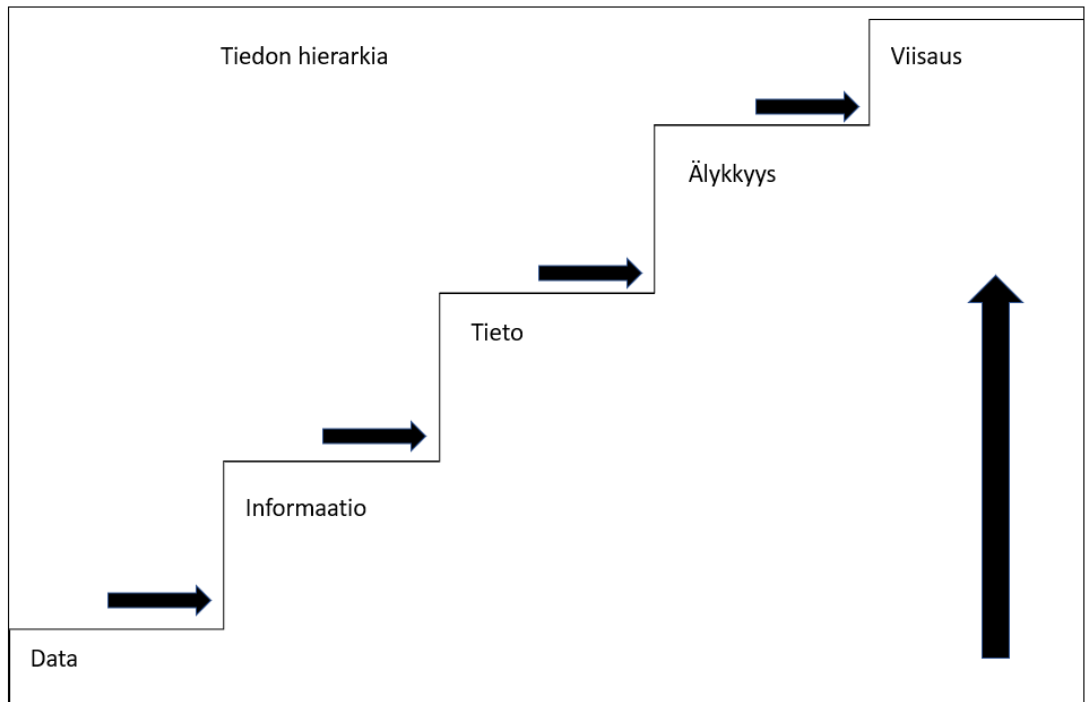 Tiedon hierarkia
Viisaus
Älykkyys
Tieto
Informaatio
Data